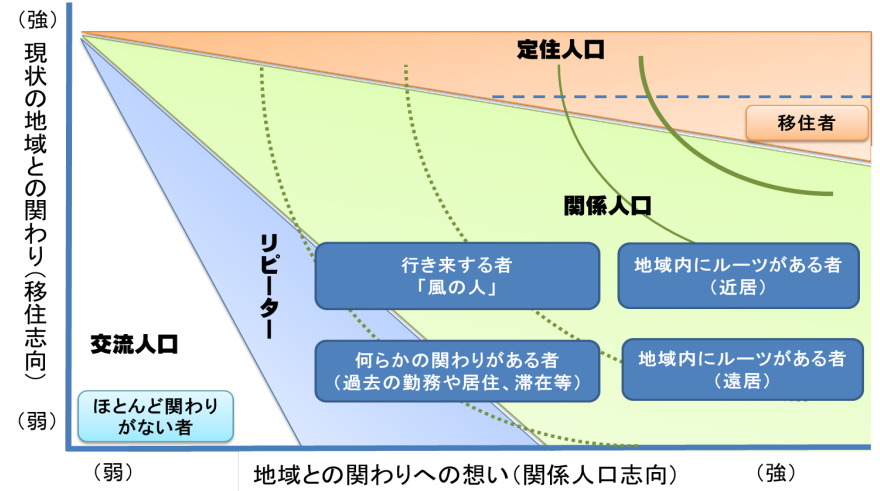 （強）
現状の地域との関わり（移住志向）
（弱）
定住人口
移住者
関係人口
リピーター
行き来する者
「風の人」
地域内にルーツがある者
（近居）
交流人口
何らかの関わりがある者
（過去の勤務や居住、滞在等）
地域内にルーツがある者
（遠居）
ほとんど関わり
がない者
（弱）
地域との関わりへの想い（関係人口志向）
（強）